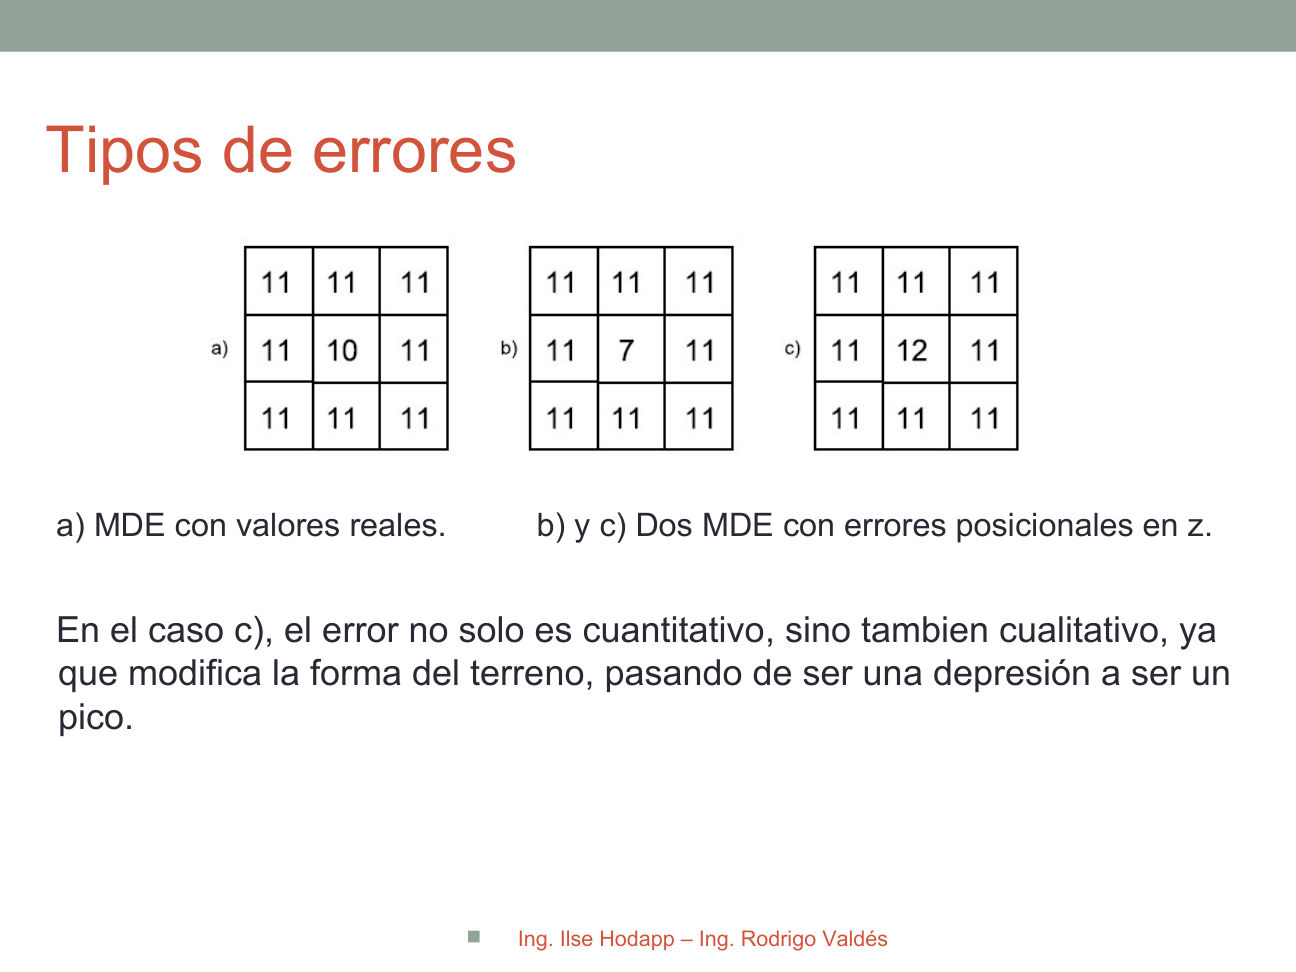 Tipos de errores
11 11 11 11 11 11 11 11 11
a) 11 10 11 b) 11 7 11 c) 11 12 11
11 11 11 11 11 11 11 11 11
a) MDE con valores reales. b) y c) Dos MDE con errores posicionales en z.
En el caso c), el error no solo es cuantitativo, sino tambien cualitativo, ya
que modifica la forma del terreno, pasando de ser una depresión a ser un
pico.
Ing. Ilse Hodapp – Ing. Rodrigo Valdés